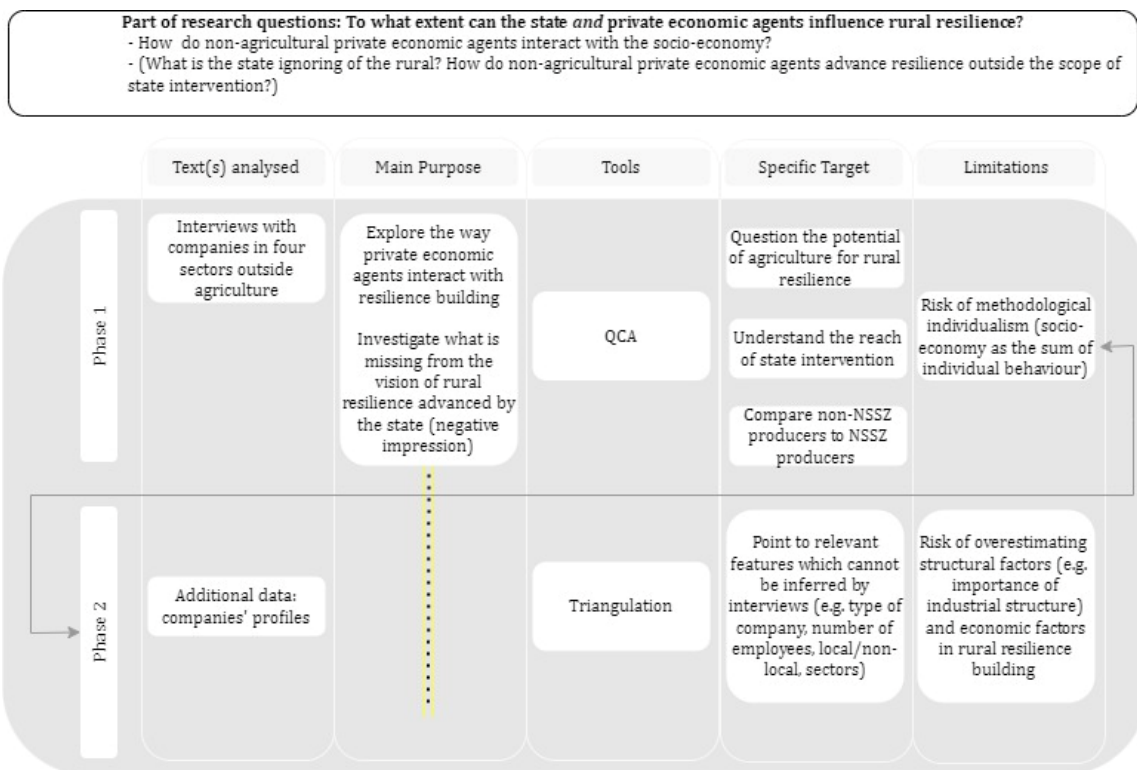 Part of research questions: To what extent can the state and private economic agents influence rural resilience?
- How do non-agricultural private economic agents interact with the socio-economy?
- (What is the state ignoring of the rural? How do non-agricultural private economic agents advance resilience outside the scope of
state intervention?)
Text(s) analysed
Main Purpose
Tools
Specific Target
Limitations
Phase 1
Interviews with
companies in four
sectors outside
agriculture
Explore the way
private economic
agents interact with
resilience building
Investigate what is
missing from the
vision of rural
resilience advanced by
the state (negative
impression)
QCA
Question the potential
of agriculture for rural
resilience
Understand the reach
of state intervention
Compare non-NSSZ
producers to NSSZ
producers
Risk of methodological
individualism (socio-
economy as the sum of
individual behaviour)
Phase 2
Additional data:
companies' profiles
Triangulation
Point to relevant
features which cannot
be inferred by
interviews (e.g. type of
company, number of
employees, local/non-
local, sectors)
Risk of overestimating
structural factors (e.g.
importance of
industrial structure)
and economic factors
in rural resilience
building